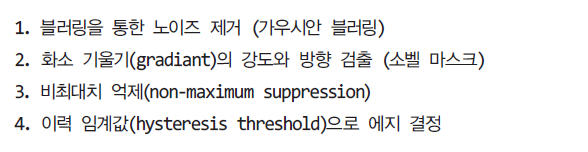 1. 블러링을 통한 노이즈 제거 (가우시안 블러링)
2. 화소 기울기(gradiant)의 강도와 방향 검출 (소벨 마스크)
3. 비최대치 억제(non-maximum suppression)
4. 이력 임계값(hysteresis threshold)으로 에지 결정